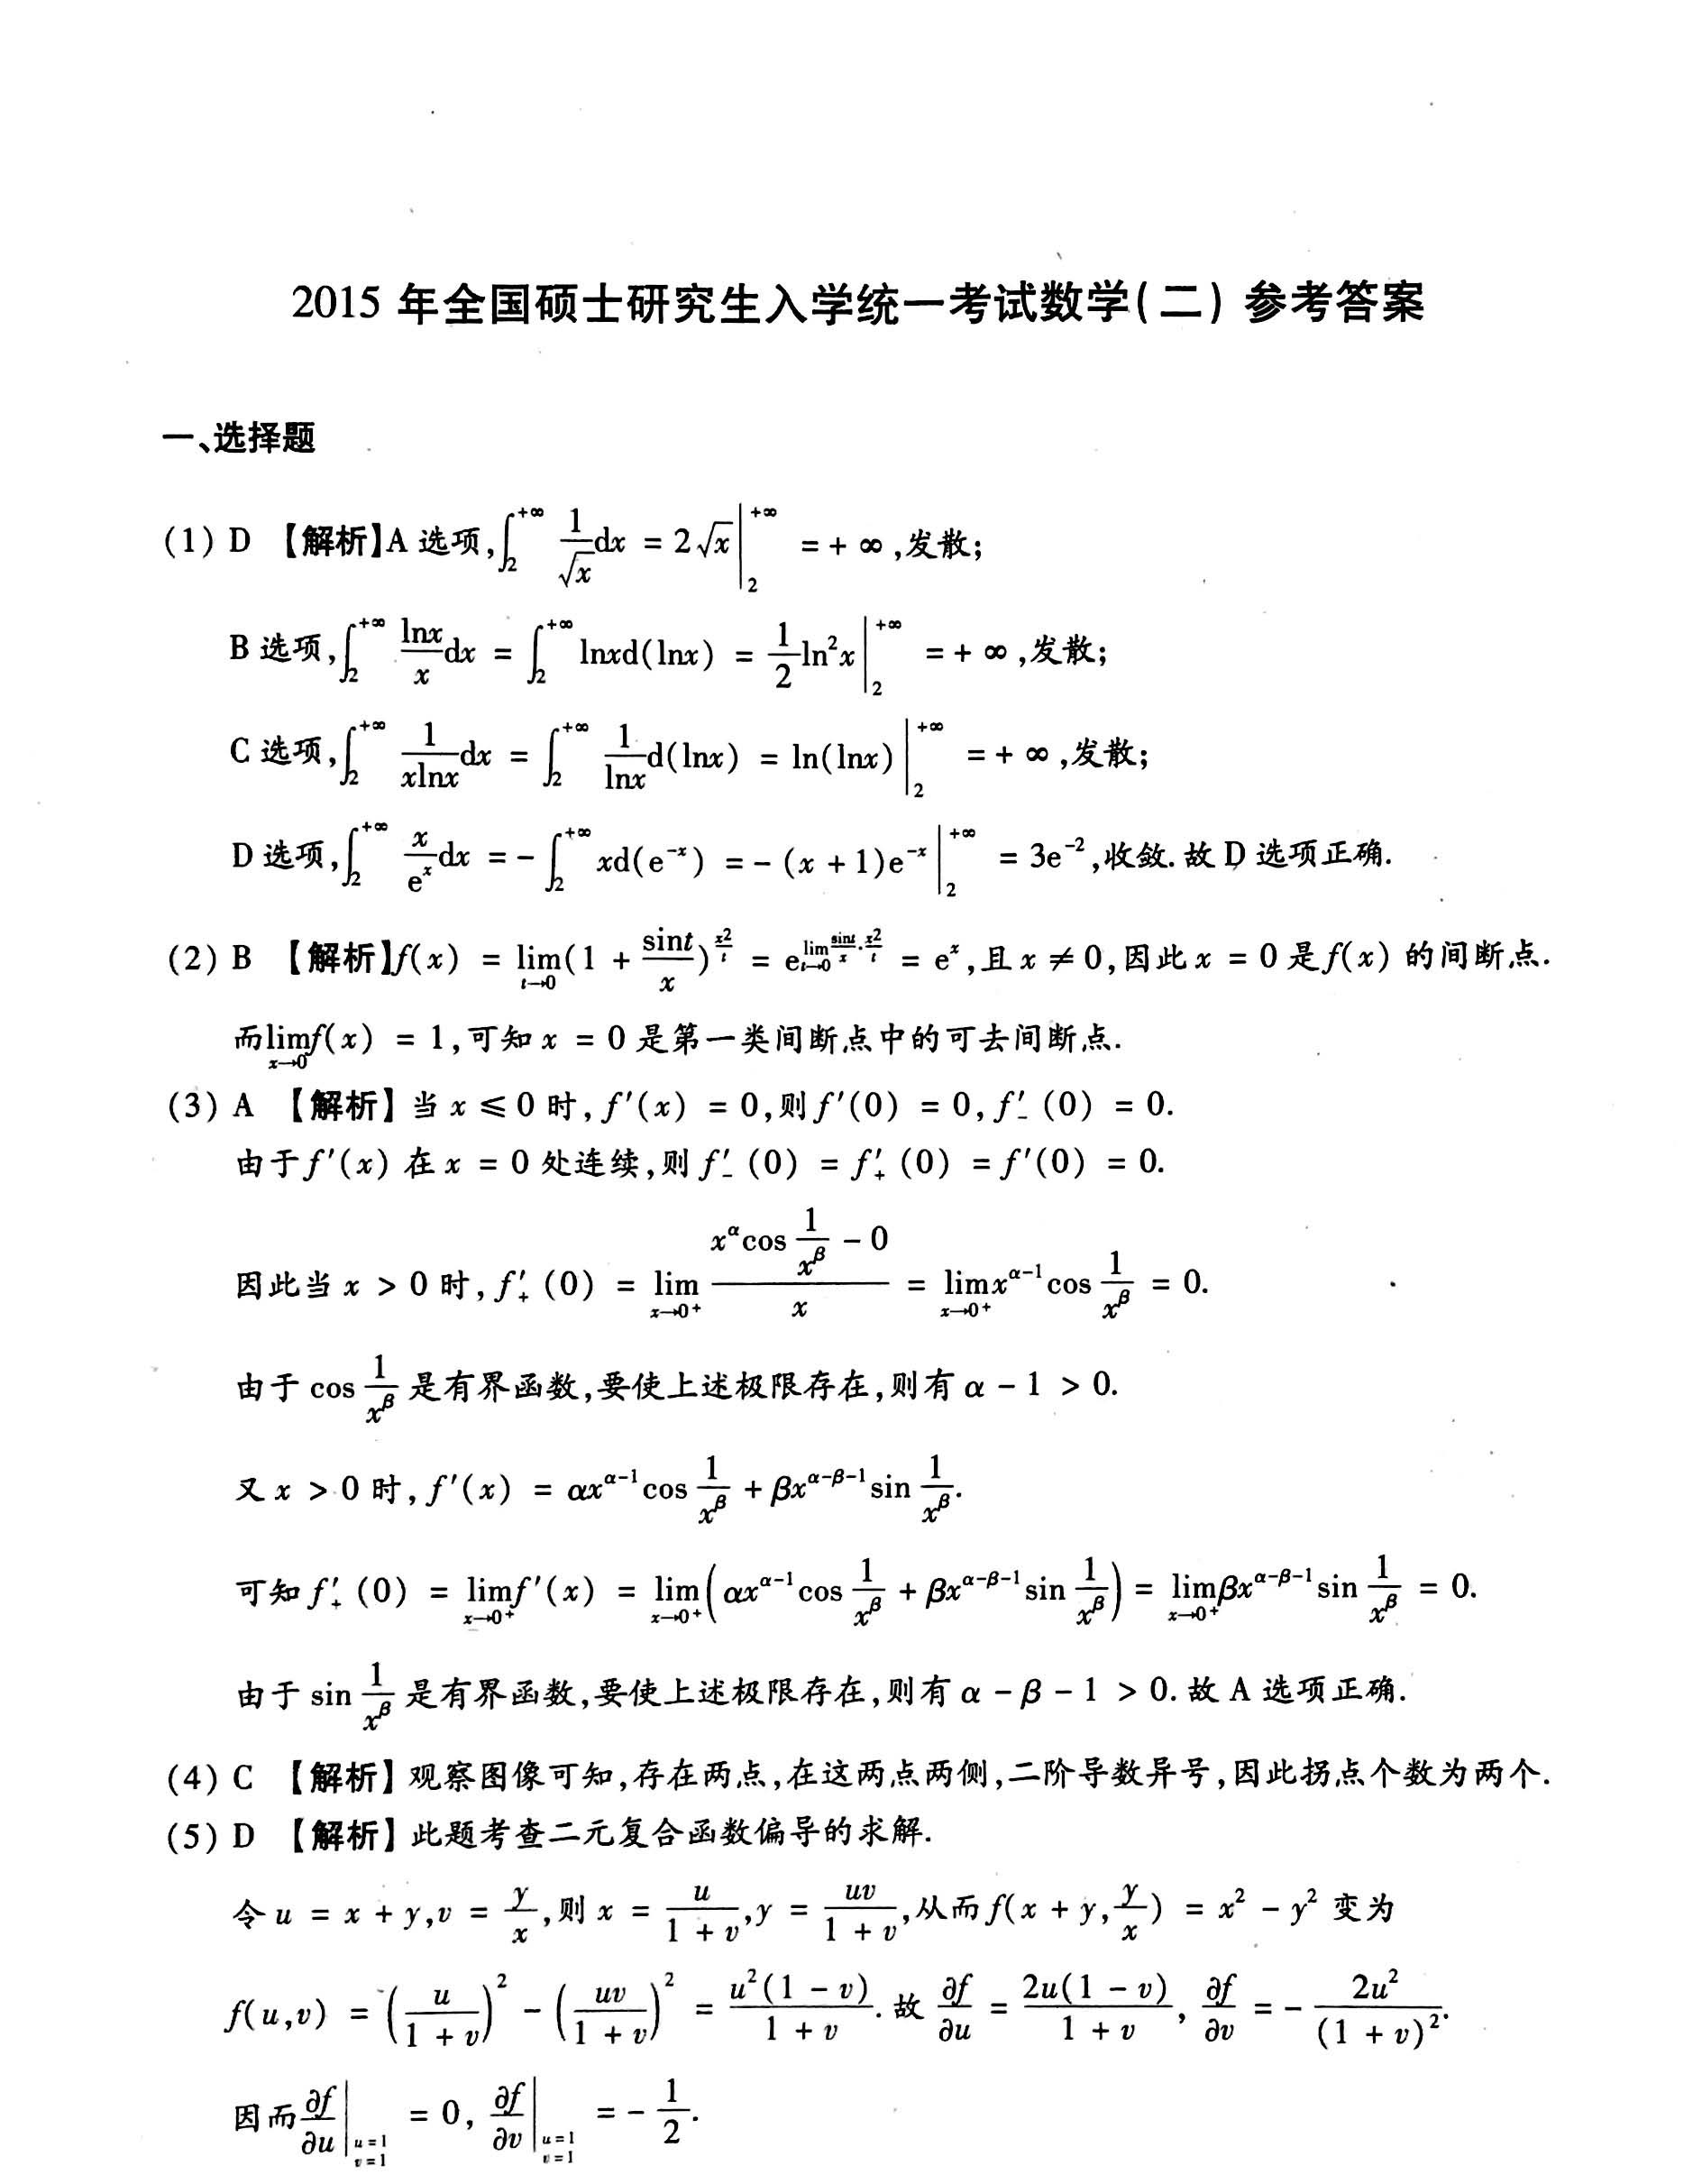 2015 年全国硕士研究生入学统一考试数学(二) 参考答案
一、选择题
(1) D 【解析】A 选项,$\int_2^{+\infty} \frac{1}{\sqrt{x}}dx = 2\sqrt{x}\Big|_2^{+\infty} = +\infty$,发散;
B 选项,$\int_2^{+\infty} \frac{\ln x}{x}dx = \int_2^{+\infty} \ln x d(\ln x) = \frac{1}{2}\ln^2 x\Big|_2^{+\infty} = +\infty$,发散;
C 选项,$\int_2^{+\infty} \frac{1}{x\ln x}dx = \int_2^{+\infty} \frac{1}{\ln x}d(\ln x) = \ln(\ln x)\Big|_2^{+\infty} = +\infty$,发散;
D 选项,$\int_2^{+\infty} \frac{x}{e^x}dx = -\int_2^{+\infty} xd(e^{-x}) = -(x+1)e^{-x}\Big|_2^{+\infty} = 3e^{-2}$,收敛.故 D 选项正确.
(2) B 【解析】$f(x) = \lim_{t\to 0}(1 + \frac{\sin t}{x})^{\frac{x^2}{t}} = e^{\lim_{t\to 0}\frac{\sin t}{x}\cdot\frac{x^2}{t}} = e^x$,且 $x \neq 0$,因此 $x = 0$ 是 $f(x)$ 的间断点.
而$\lim_{x\to 0}f(x) = 1$,可知 $x = 0$ 是第一类间断点中的可去间断点.
(3) A 【解析】当 $x \leq 0$ 时,$f'(x) = 0$,则 $f'(0) = 0, f'_-(0) = 0$.
由于 $f'(x)$ 在 $x = 0$ 处连续,则 $f'_-(0) = f'_+(0) = f'(0) = 0$.
因此当 $x > 0$ 时,$f'_+(0) = \lim_{x\to 0^+}\frac{x^\alpha\cos\frac{1}{x^\beta} - 0}{x} = \lim_{x\to 0^+}x^{\alpha-1}\cos\frac{1}{x^\beta} = 0$.
由于 $\cos\frac{1}{x^\beta}$ 是有界函数,要使上述极限存在,则有 $\alpha - 1 > 0$.
又 $x > 0$ 时,$f'(x) = \alpha x^{\alpha-1}\cos\frac{1}{x^\beta} + \beta x^{\alpha-\beta-1}\sin\frac{1}{x^\beta}$.
可知 $f'_+(0) = \lim_{x\to 0^+}f'(x) = \lim_{x\to 0^+}\left(\alpha x^{\alpha-1}\cos\frac{1}{x^\beta} + \beta x^{\alpha-\beta-1}\sin\frac{1}{x^\beta}\right) = \lim_{x\to 0^+}\beta x^{\alpha-\beta-1}\sin\frac{1}{x^\beta} = 0$.
由于 $\sin\frac{1}{x^\beta}$ 是有界函数,要使上述极限存在,则有 $\alpha - \beta - 1 > 0$.故 A 选项正确.
(4) C 【解析】观察图像可知,存在两点,在这两点两侧,二阶导数异号,因此拐点个数为两个.
(5) D 【解析】此题考查二元复合函数偏导的求解.
令 $u = x + y, v = \frac{y}{x}$,则 $x = \frac{u}{1+v}, y = \frac{uv}{1+v}$,从而 $f(x + y, \frac{y}{x}) = x^2 - y^2$ 变为
$f(u,v) = \left(\frac{u}{1+v}\right)^2 - \left(\frac{uv}{1+v}\right)^2 = \frac{u^2(1-v)}{1+v}$.故 $\frac{\partial f}{\partial u} = \frac{2u(1-v)}{1+v}, \frac{\partial f}{\partial v} = -\frac{2u^2}{(1+v)^2}$.
因而$\frac{\partial f}{\partial u}\Big|_{\substack{u=1\\v=1}} = 0, \frac{\partial f}{\partial v}\Big|_{\substack{u=1\\v=1}} = -\frac{1}{2}$.